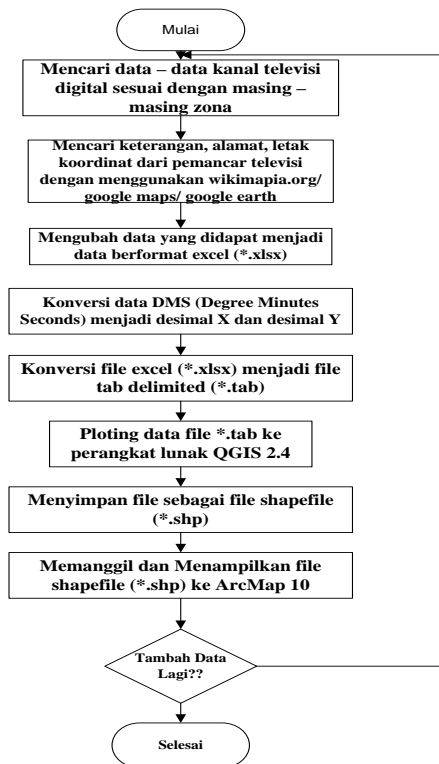 Mulai
Mencari data – data kanal televisi
digital sesuai dengan masing –
masing zona
Mencari keterangan, alamat, letak
koordinat dari pemancar televisi
dengan menggunakan wikimapia.org/
google maps/ google earth
Mengubah data yang didapat menjadi
data berformat excel (*.xlsx)
Konversi data DMS (Degree Minutes
Seconds) menjadi desimal X dan desimal Y
Konversi file excel (*.xlsx) menjadi file
tab delimited (*.tab)
Ploting data file *.tab ke
perangkat lunak QGIS 2.4
Menyimpan file sebagai file shapefile
(*.shp)
Memanggil dan Menampilkan file
shapefile (*.shp) ke ArcMap 10
Tambah Data
Lagi??
Selesai